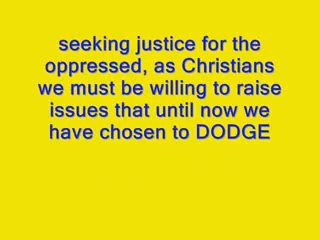 seeking justice for the
oppressed, as Christians
we must be willing to raise
issues that until now we
have chosen to DODGE